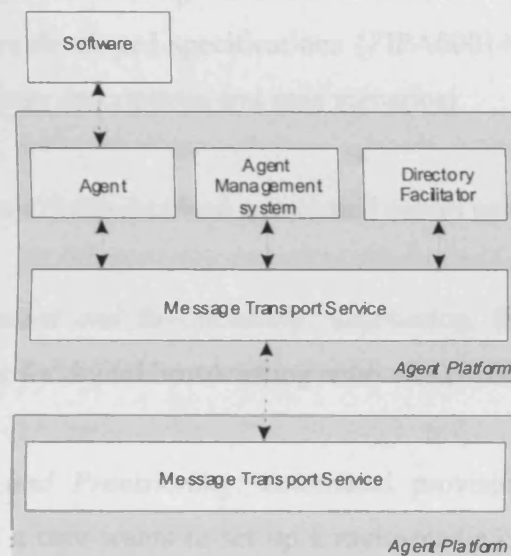 Software
Agent
Agent
Management
system
Directory
Facilitator
Message Transport Service
Agent Platform
Message Transport Service
Agent Platform